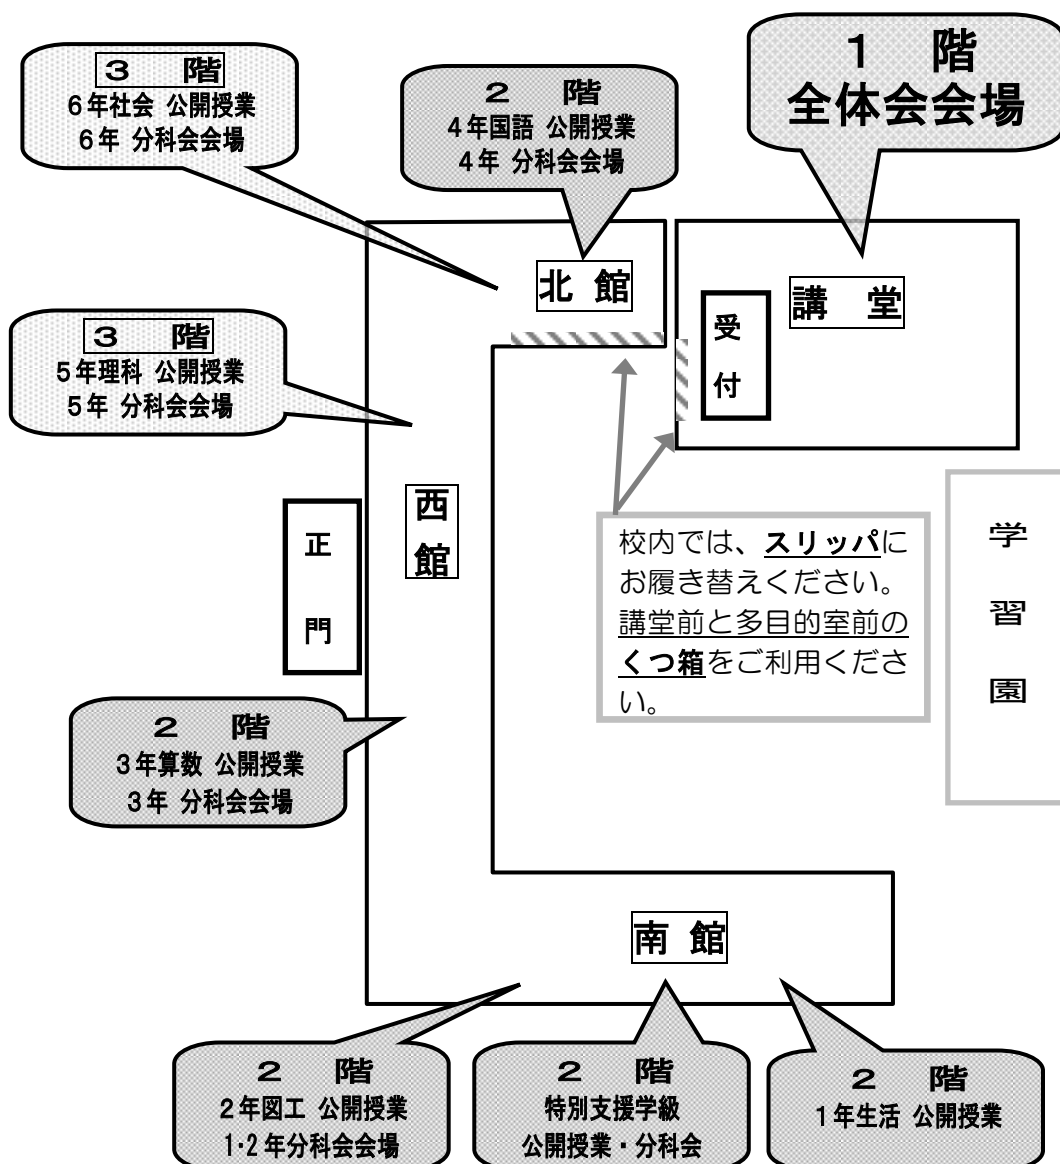 １　階
全体会会場
３　階
６年社会 公開授業
６年 分科会会場
２　階
４年国語 公開授業
４年 分科会会場
北 館
講　堂
受
付
３　階
５年理科 公開授業
５年 分科会会場
西
館
正
門
校内では、スリッパに
お履き替えください。
講堂前と多目的室前の
くつ箱をご利用くださ
い。
学
習
園
２　階
３年算数 公開授業
３年 分科会会場
南 館
２　階
２年図工 公開授業
1･2 年分科会会場
２　階
特別支援学級
公開授業・分科会
２　階
１年生活 公開授業